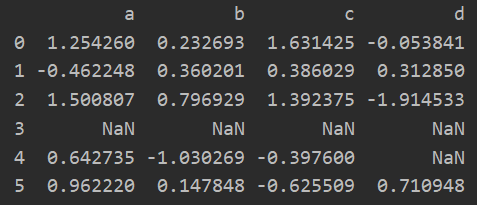 a b c d
0 1.254260 0.232693 1.631425 -0.053841
1 -0.462248 0.360201 0.386029 0.312850
2 1.500807 0.796929 1.392375 -1.914533
3 NaN NaN NaN NaN
4 0.642735 -1.030269 -0.397600 NaN
5 0.962220 0.147848 -0.625509 0.710948